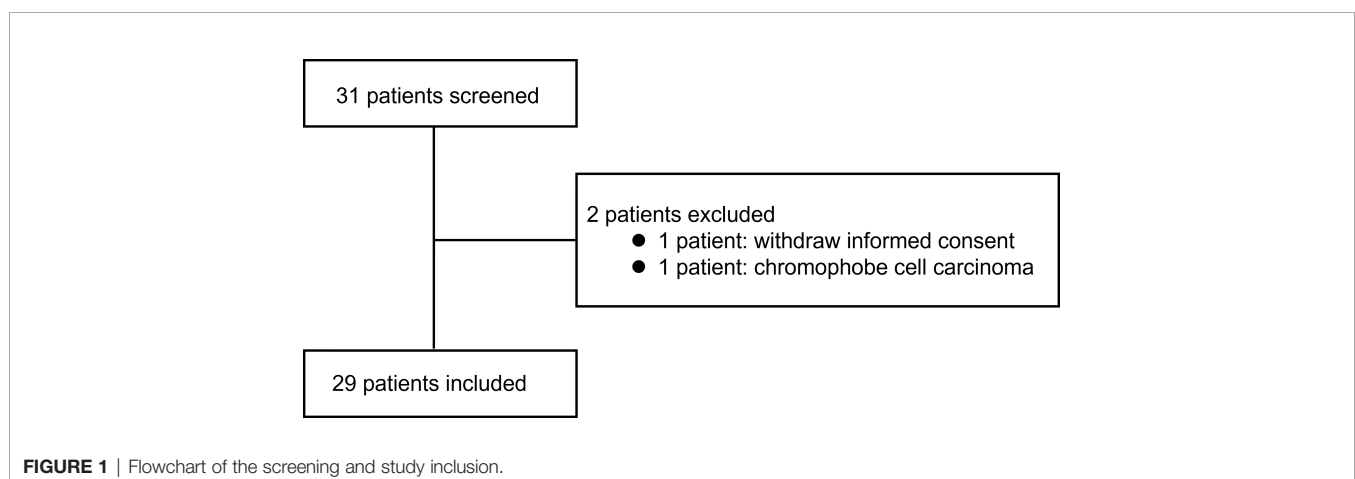 31 patients screened
2 patients excluded
● 1 patient: withdraw informed consent
● 1 patient: chromophobe cell carcinoma
29 patients included
FIGURE 1 | Flowchart of the screening and study inclusion.